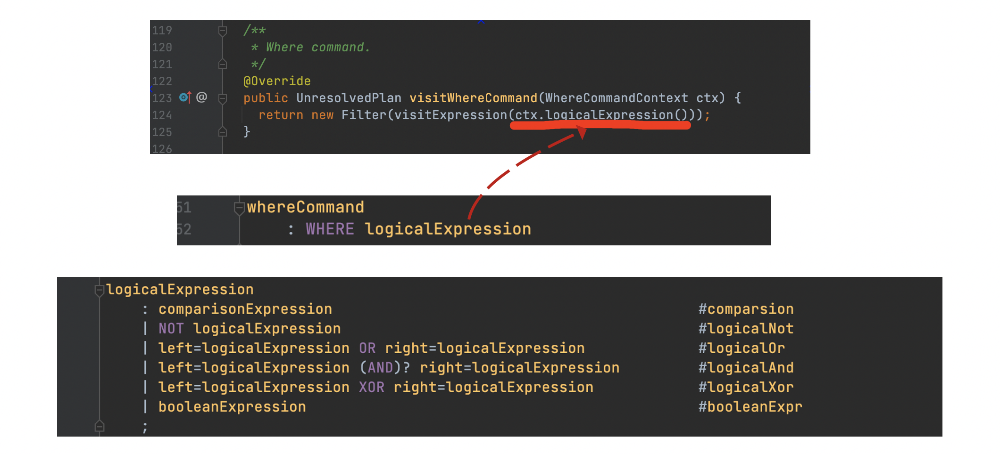 119 /**
120 * Where command.
121 */
122 @Override
123 @ public UnresolvedPlan visitWhereCommand(WhereCommandContext ctx) {
124 return new Filter(visitExpression(ctx.logicalExpression()));
125 }
126
51 whereCommand
52 : WHERE logicalExpression
logicalExpression
: comparisonExpression #comparsion
| NOT logicalExpression #logicalNot
| left=logicalExpression OR right=logicalExpression #logicalOr
| left=logicalExpression (AND)? right=logicalExpression #logicalAnd
| left=logicalExpression XOR right=logicalExpression #logicalXor
| booleanExpression #booleanExpr
;